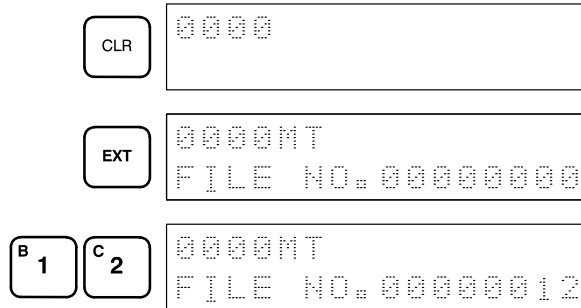 CLR
0000
EXT
0000MT
FILE NO.00000000
B 1 C 2
0000MT
FILE NO.00000012